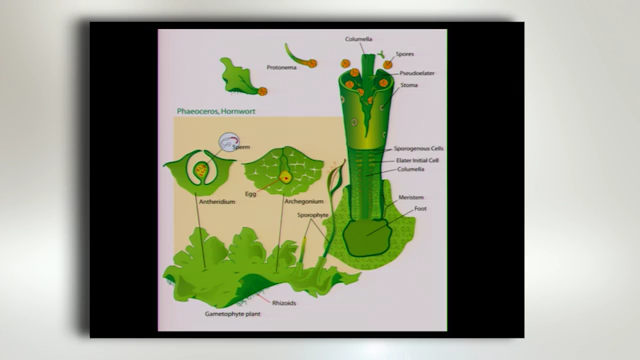 Columella
Spores
Protonema
Pseudoelater
Stoma
Phaeoceros, Hornwort
Sperm
Sporogenous Cells
Elater Initial Cell
Columella
Egg
Antheridium
Archegonium
Meristem
Foot
Sporophyte
Rhizoids
Gametophyte plant